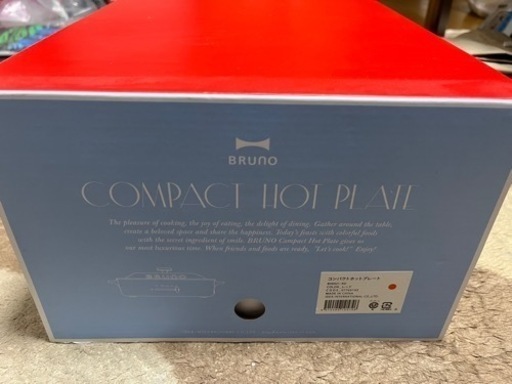 BRUNO
COMPACT HOT PLATE
The pleasure of cooking, the joy of eating, the delight of dining. Gather around the table,
create a beloved space and share the happiness. Today's feasts with colorful foods
with the secret ingredient of smile. BRUNO Compact Hot Plate gives us
our most luxurious time. When friends and foods are ready, "Let's cook!" Enjoy!
コンパクトホットプレート
MADE IN CHINA